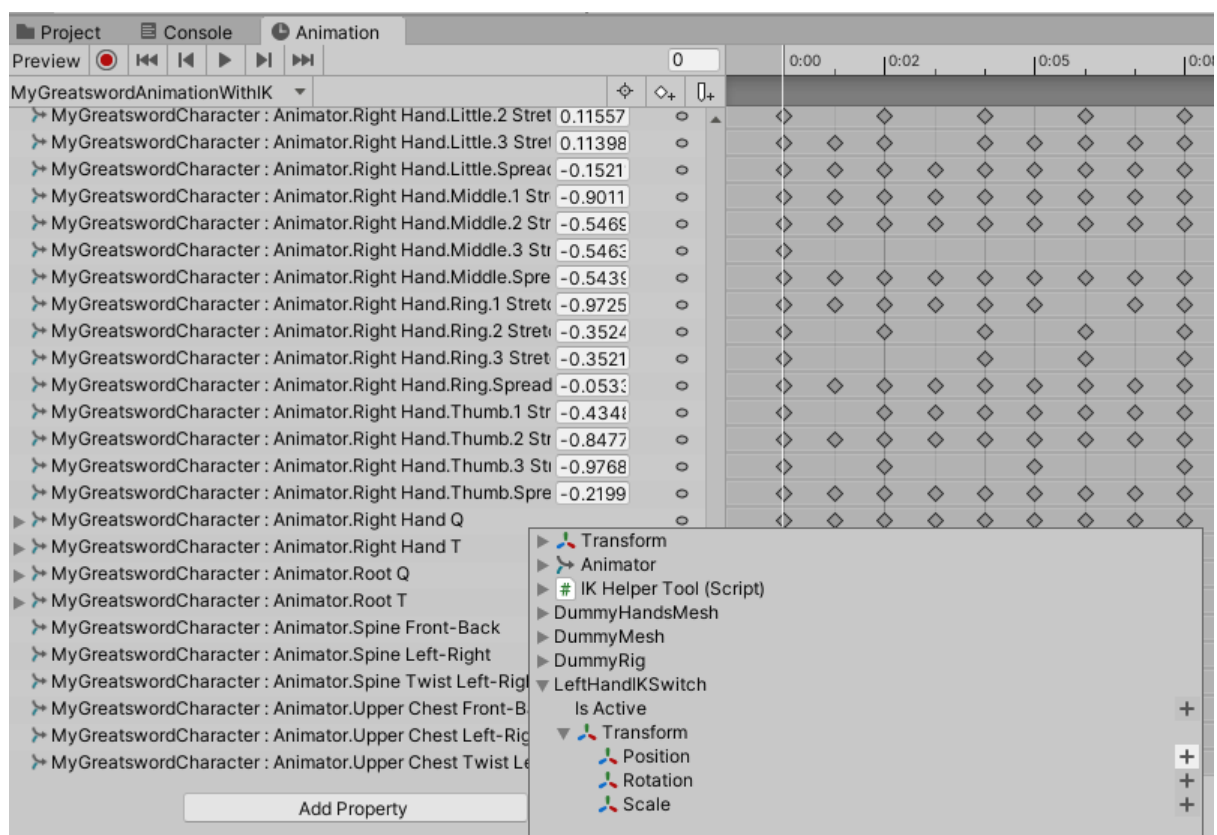 Project Console Animation
Preview 0 0:00 0:02 0:05
MyGreatswordAnimationWithIK
MyGreatswordCharacter : Animator.Right Hand.Little.2 Stret 0.11557
MyGreatswordCharacter : Animator.Right Hand.Little.3 Stret 0.11398
MyGreatswordCharacter : Animator.Right Hand.Little.Spread -0.1521
MyGreatswordCharacter : Animator.Right Hand.Middle.1 Str -0.9011
MyGreatswordCharacter : Animator.Right Hand.Middle.2 Str -0.5469
MyGreatswordCharacter : Animator.Right Hand.Middle.3 Str -0.5463
MyGreatswordCharacter : Animator.Right Hand.Middle.Spre -0.5439
MyGreatswordCharacter : Animator.Right Hand.Ring.1 Stretc -0.9725
MyGreatswordCharacter : Animator.Right Hand.Ring.2 Stret -0.3524
MyGreatswordCharacter : Animator.Right Hand.Ring.3 Stret -0.3521
MyGreatswordCharacter : Animator.Right Hand.Ring.Spread -0.0533
MyGreatswordCharacter : Animator.Right Hand.Thumb.1 Str -0.4348
MyGreatswordCharacter : Animator.Right Hand.Thumb.2 Str -0.8477
MyGreatswordCharacter : Animator.Right Hand.Thumb.3 Str -0.9768
MyGreatswordCharacter : Animator.Right Hand.Thumb.Spre -0.2199
MyGreatswordCharacter : Animator.Right Hand Q
MyGreatswordCharacter : Animator.Right Hand T
MyGreatswordCharacter : Animator.Root Q
MyGreatswordCharacter : Animator.Root T
MyGreatswordCharacter : Animator.Spine Front-Back
MyGreatswordCharacter : Animator.Spine Left-Right
MyGreatswordCharacter : Animator.Spine Twist Left-Righ
MyGreatswordCharacter : Animator.Upper Chest Front-B
MyGreatswordCharacter : Animator.Upper Chest Left-Rig
MyGreatswordCharacter : Animator.Upper Chest Twist Le
Add Property
Transform
Animator
# IK Helper Tool (Script)
DummyHandsMesh
DummyMesh
DummyRig
LeftHandIKSwitch
Is Active
Transform
Position
Rotation
Scale